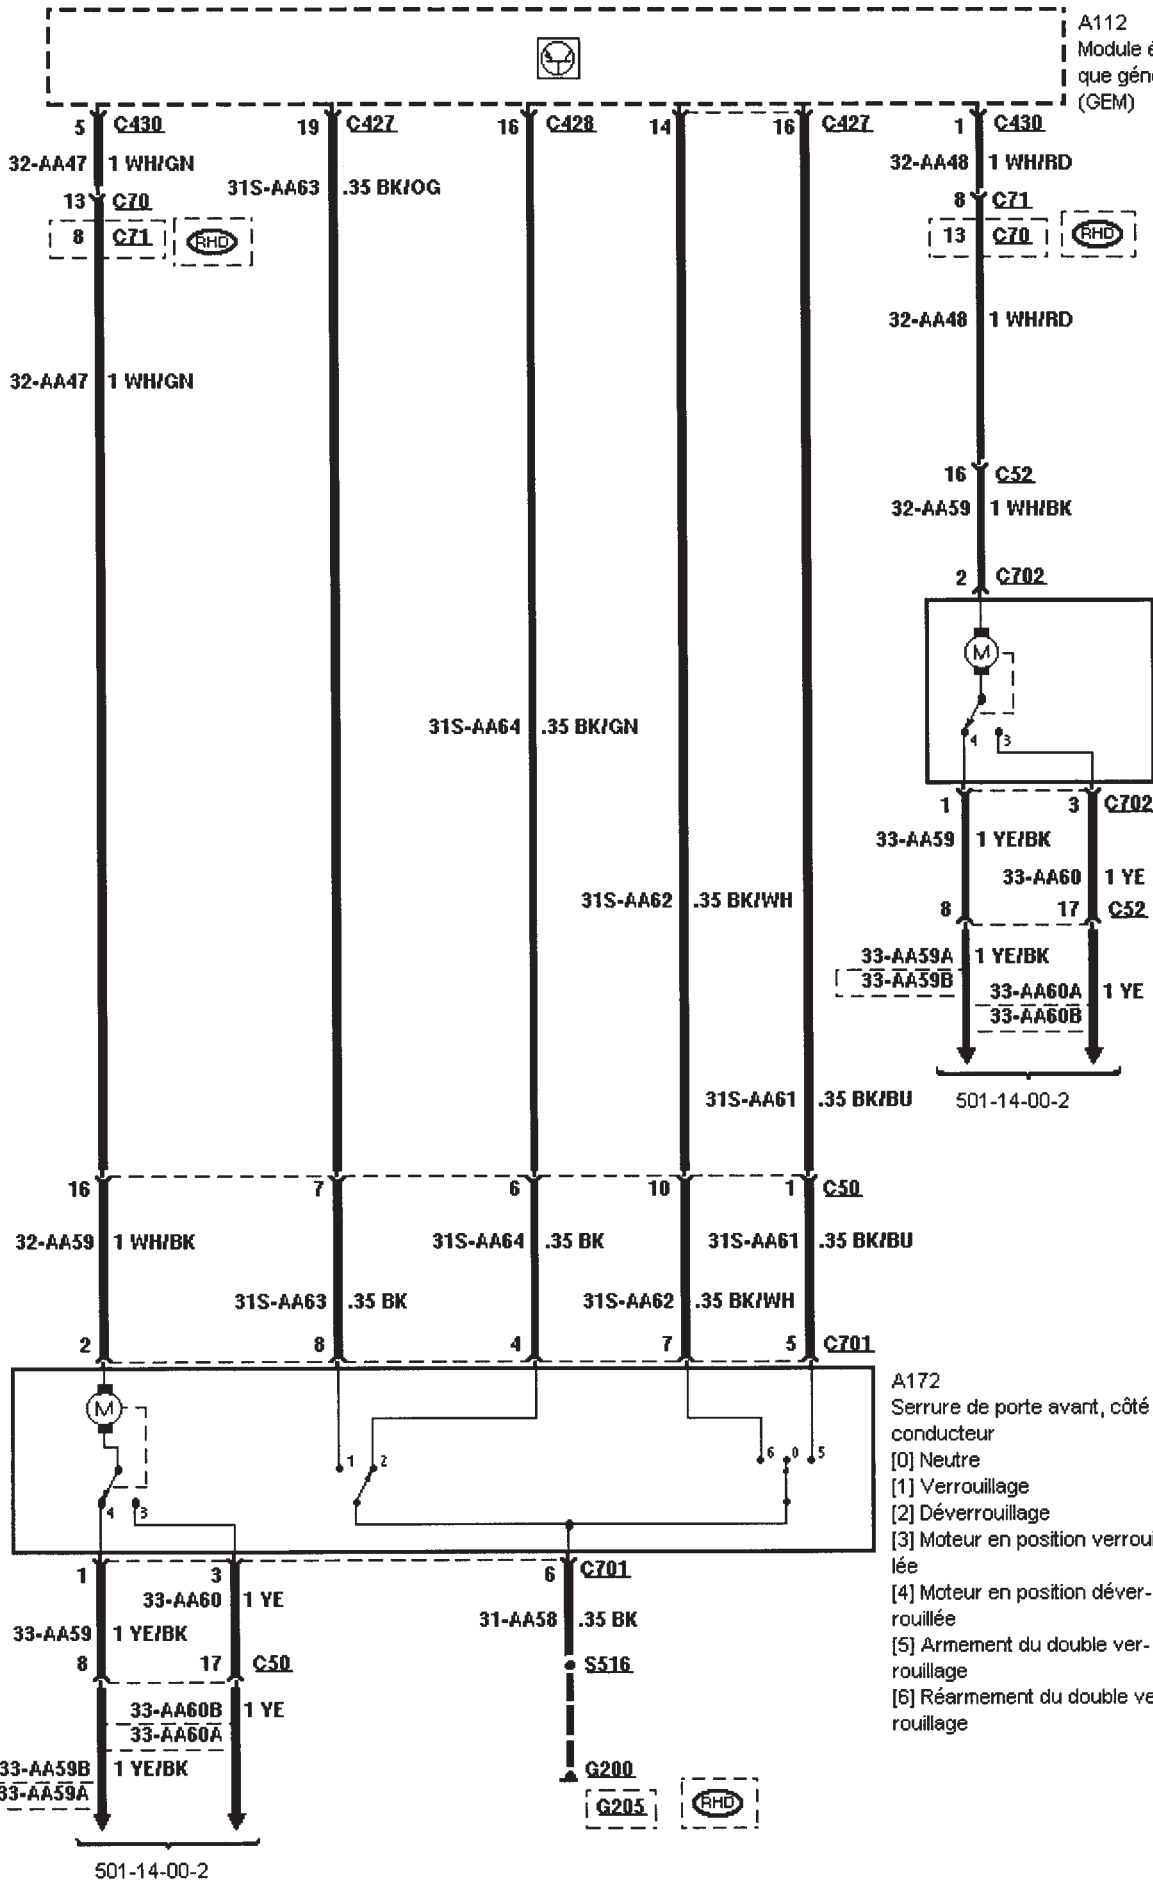 A112
Module é
que géné
(GEM)
5 C430
19 C427
16 C428
14
16 C427
1 C430
32-AA47 1 WH/GN
31S-AA63 .35 BK/OG
32-AA48 1 WH/RD
13 C70
8 C71
8 C71 RHD
13 C70 RHD
32-AA48 1 WH/RD
32-AA47 1 WH/GN
16 C52
32-AA59 1 WH/BK
2 C702
M
4 3
31S-AA64 .35 BK/GN
1 3 C702
33-AA59 1 YE/BK
33-AA60 1 YE
31S-AA62 .35 BK/WH
8 17 C52
33-AA59A 1 YE/BK
33-AA59B
33-AA60A 1 YE
33-AA60B
501-14-00-2
31S-AA61 .35 BK/BU
16 7 6 10 1 C50
32-AA59 1 WH/BK
31S-AA64 .35 BK
31S-AA61 .35 BK/BU
31S-AA63 .35 BK
31S-AA62 .35 BK/WH
2 8 4 7 5 C701
M
4 3
1 2
6 0 5
A172
Serrure de porte avant, côté
conducteur
[0] Neutre
[1] Verrouillage
[2] Déverrouillage
[3] Moteur en position verroui
lée
[4] Moteur en position déver-
rouillée
[5] Armement du double ver-
rouillage
[6] Réarmement du double ve
rouillage
1 3 6 C701
33-AA60 1 YE
31-AA58 .35 BK
33-AA59 1 YE/BK
8 17 C50
S516
33-AA60B 1 YE
33-AA60A
33-AA59B 1 YE/BK
33-AA59A
G200
G205 RHD
501-14-00-2